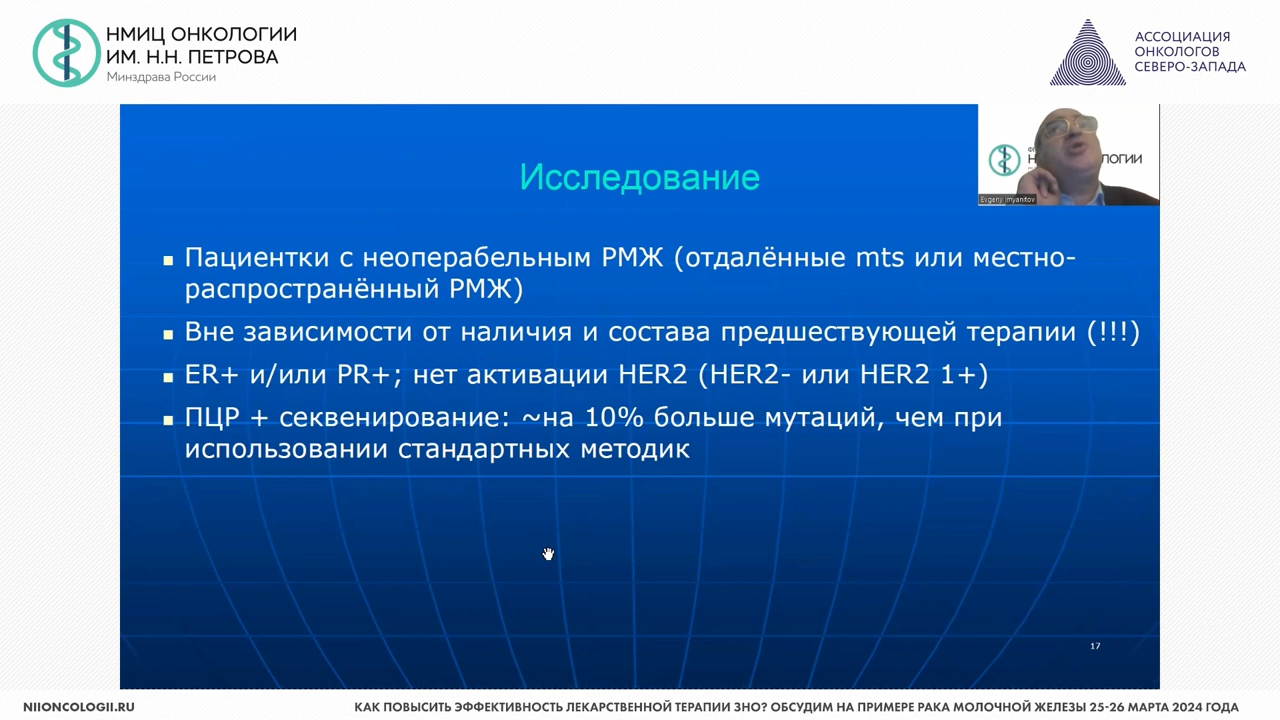 НМИЦ ОНКОЛОГИИ
ИМ. Н.Н. ПЕТРОВА
Минздрава России
АССОЦИАЦИЯ
ОНКОЛОГОВ
СЕВЕРО-ЗАПАДА
ОЛОГИИ
Evgeny Imyanitov
Исследование
Пациентки с неоперабельным РМЖ (отдалённые mts или местно-
распространённый РМЖ)
Вне зависимости от наличия и состава предшествующей терапии (!!!)
ER+ и/или PR+; нет активации HER2 (HER2- или HER2 1+)
ПЦР + секвенирование: ~на 10% больше мутаций, чем при
использовании стандартных методик
17
NIIONCOLOGII.RU
КАК ПОВЫСИТЬ ЭФФЕКТИВНОСТЬ ЛЕКАРСТВЕННОЙ ТЕРАПИИ ЗНО? ОБСУДИМ НА ПРИМЕРЕ РАКА МОЛОЧНОЙ ЖЕЛЕЗЫ 25-26 МАРТА 2024 ГОДА